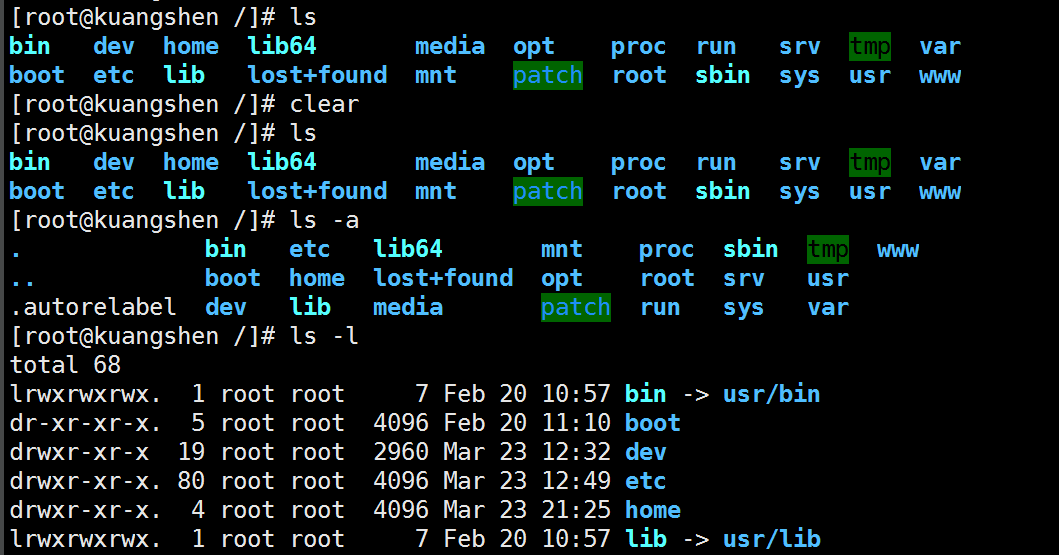 [root@kuangshen /]# ls
bin   dev  home  lib64       media  opt    proc  run   srv  tmp  var
boot  etc  lib   lost+found  mnt    patch  root  sbin  sys  usr  www
[root@kuangshen /]# clear
[root@kuangshen /]# ls
bin   dev  home  lib64       media  opt    proc  run   srv  tmp  var
boot  etc  lib   lost+found  mnt    patch  root  sbin  sys  usr  www
[root@kuangshen /]# ls -a
.             bin   etc   lib64       mnt    proc  sbin  tmp  www
..            boot  home  lost+found  opt    root  srv   usr
.autorelabel  dev   lib   media       patch  run   sys   var
[root@kuangshen /]# ls -l
total 68
lrwxrwxrwx.  1 root root     7 Feb 20 10:57 bin -> usr/bin
dr-xr-xr-x.  5 root root  4096 Feb 20 11:10 boot
drwxr-xr-x  19 root root  2960 Mar 23 12:32 dev
drwxr-xr-x. 80 root root  4096 Mar 23 12:49 etc
drwxr-xr-x.  4 root root  4096 Mar 23 21:25 home
lrwxrwxrwx.  1 root root     7 Feb 20 10:57 lib -> usr/lib